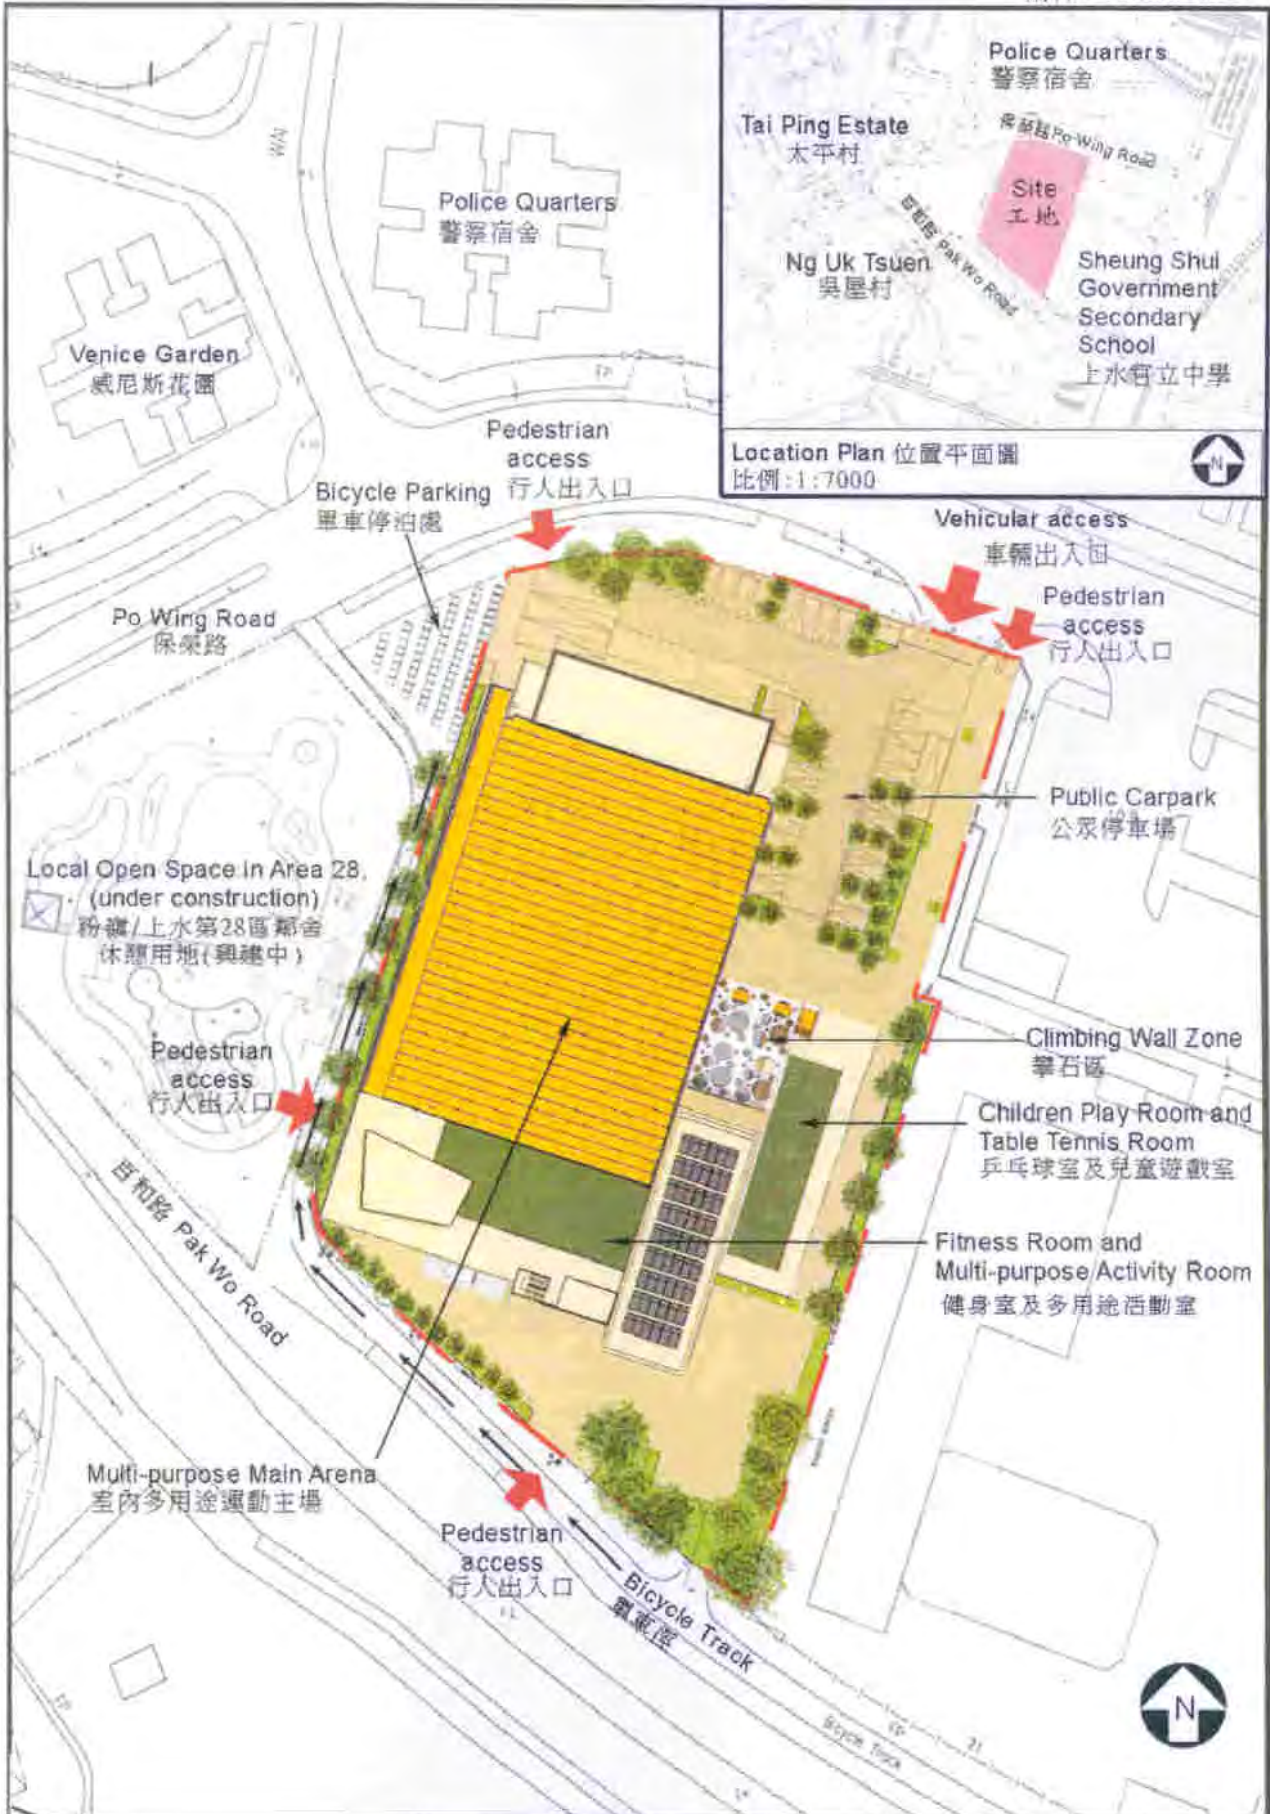 Police Quarters
警察宿舍
Tai Ping Estate
太平村
保榮路 Po Wing Road
Site
工地
百和路 Pak Wo Road
Ng Uk Tsuen
吳屋村
Sheung Shui
Government
Secondary
School
上水官立中學
Location Plan 位置平面圖
比例:1:7000
N
WAI
Police Quarters
警察宿舍
Venice Garden
威尼斯花園
Pedestrian
access
行人出入口
Bicycle Parking
單車停泊處
Vehicular access
車輛出入口
Pedestrian
access
行人出入口
Po Wing Road
保榮路
Public Carpark
公眾停車場
Local Open Space in Area 28,
(under construction)
粉嶺/上水第28區鄰舍
休憩用地(興建中)
Pedestrian
access
行人出入口
Climbing Wall Zone
攀石區
Children Play Room and
Table Tennis Room
乒乓球室及兒童遊戲室
百和路 Pak Wo Road
Fitness Room and
Multi-purpose Activity Room
健身室及多用途活動室
Multi-purpose Main Arena
室內多用途運動主場
Pedestrian
access
行人出入口
Bicycle Track
單車徑
Bicycle Track
N